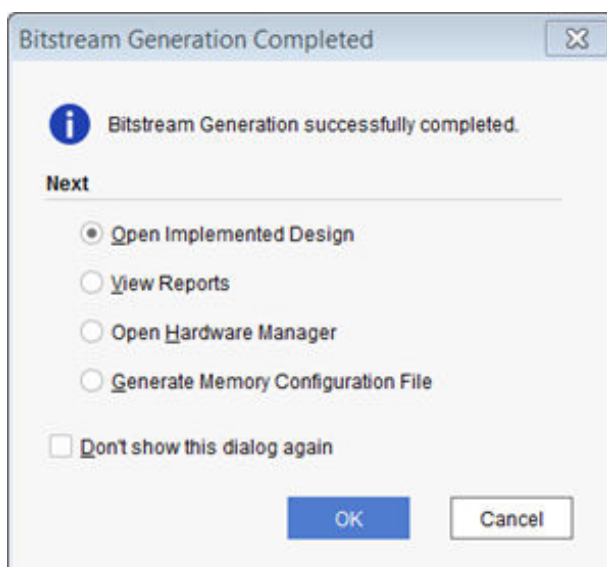 Bitstream Generation Completed
Bitstream Generation successfully completed.
Next
Open Implemented Design
View Reports
Open Hardware Manager
Generate Memory Configuration File
Don't show this dialog again
OK
Cancel